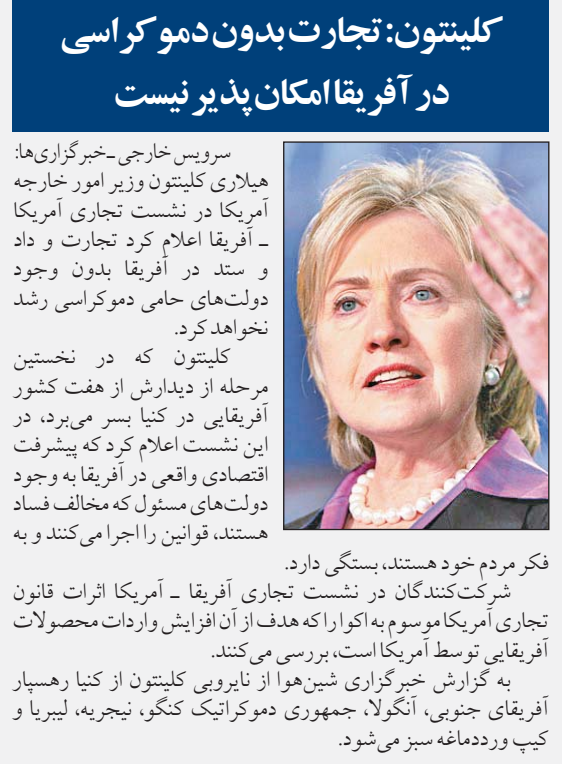 کلینتون: تجارت بدون دموکراسی
در آفریقا امکان پذیر نیست
سرویس خارجی ـ خبرگزاری‌ها:
هیلاری کلینتون وزیر امور خارجه
آمریکا در نشست تجاری آمریکا
ـ آفریقا اعلام کرد تجارت و داد
و ستد در آفریقا بدون وجود
دولت‌های حامی دموکراسی رشد
نخواهد کرد.
کلینتون که در نخستین
مرحله از دیدارش از هفت کشور
آفریقایی در کنیا بسر می‌برد، در
این نشست اعلام کرد که پیشرفت
اقتصادی واقعی در آفریقا به وجود
دولت‌های مسئول که مخالف فساد
هستند، قوانین را اجرا می‌کنند و به
فکر مردم خود هستند، بستگی دارد.
شرکت‌کنندگان در نشست تجاری آفریقا ـ آمریکا اثرات قانون
تجاری آمریکا موسوم به اکوا را که هدف از آن افزایش واردات محصولات
آفریقایی توسط آمریکا است، بررسی می‌کنند.
به گزارش خبرگزاری شین‌هوا از نایروبی کلینتون از کنیا رهسپار
آفریقای جنوبی، آنگولا، جمهوری دموکراتیک کنگو، نیجریه، لیبریا و
کیپ ورد دماغه سبز می‌شود.